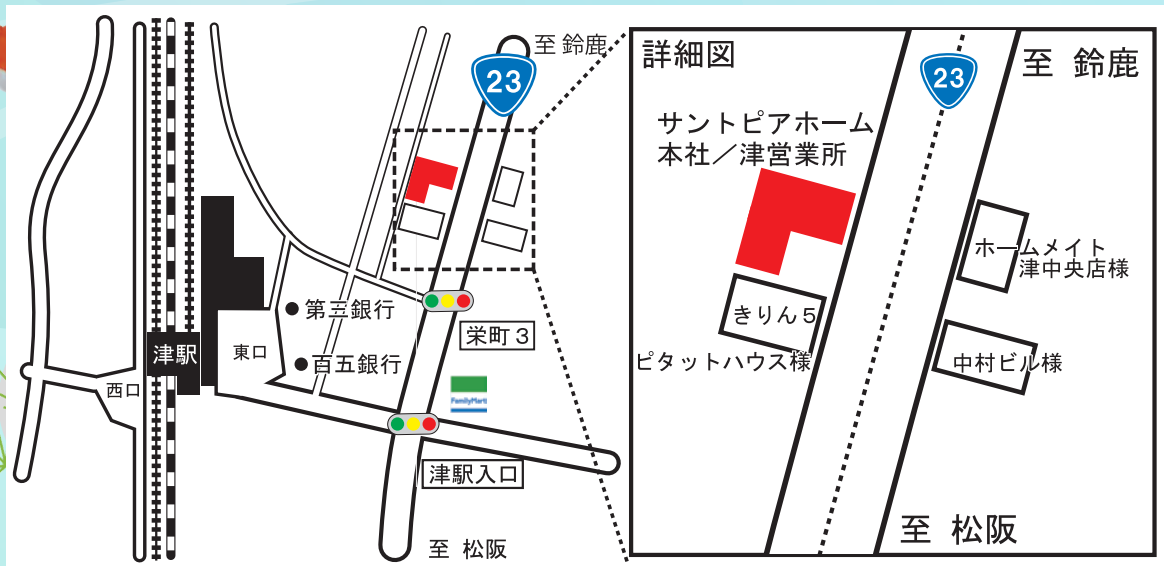 至 鈴鹿
23
第三銀行
栄町3
津駅
東口
百五銀行
西口
FamilyMart
津駅入口
至 松阪
詳細図
23
至 鈴鹿
サントピアホーム
本社／津営業所
ホームメイト
津中央店様
きりん5
ピタットハウス様
中村ビル様
至 松阪